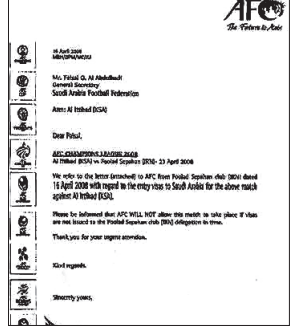 AFC
The Future is Asia
16 April 2008
Mr. Faisal
General Secretary
Saudi Arabia Football Federation
Attn: Al Ittihad (KSA)
Dear Faisal,
AFC CHAMPIONS LEAGUE 2008
Al Ittihad (KSA) vs Foolad Sepahan (IRN)- 23 April 2008
We refer to the letter (attached) to AFC from Foolad Sepahan club (IRN) dated
16 April 2008 with regard to the entry visas to Saudi Arabia for the above match
against Al Ittihad (KSA).
Please be informed that AFC WILL NOT allow this match to take place if visas
are not issued to the Foolad Sepahan club (IRN) delegation in time.
Thank you for your urgent attention.
Kind regards.
Sincerely yours,